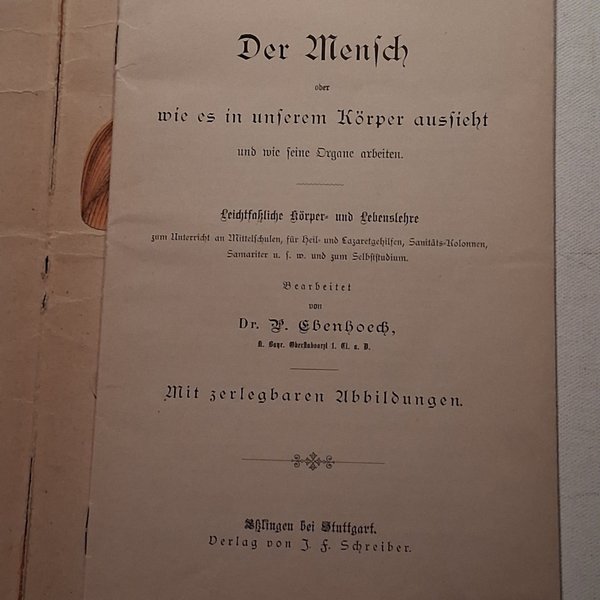 Der Menſch
oder
wie es in unſerem Körper ausſieht
und wie ſeine Organe arbeiten.
Leichtfaßliche Körper- und Lebenslehre
zum Unterricht an Mittelſchulen, für Heil- und Lazaretgehilfen, Sanitäts-Kolonnen,
Samariter u. ſ. w. und zum Selbſtſtudium.
Bearbeitet
von
Dr. P. Ebenhoech,
K. Bayr. Oberſtabsarzt 1. Cl. a. D.
Mit zerlegbaren Abbildungen.
Eßlingen bei Stuttgart.
Verlag von J. F. Schreiber.